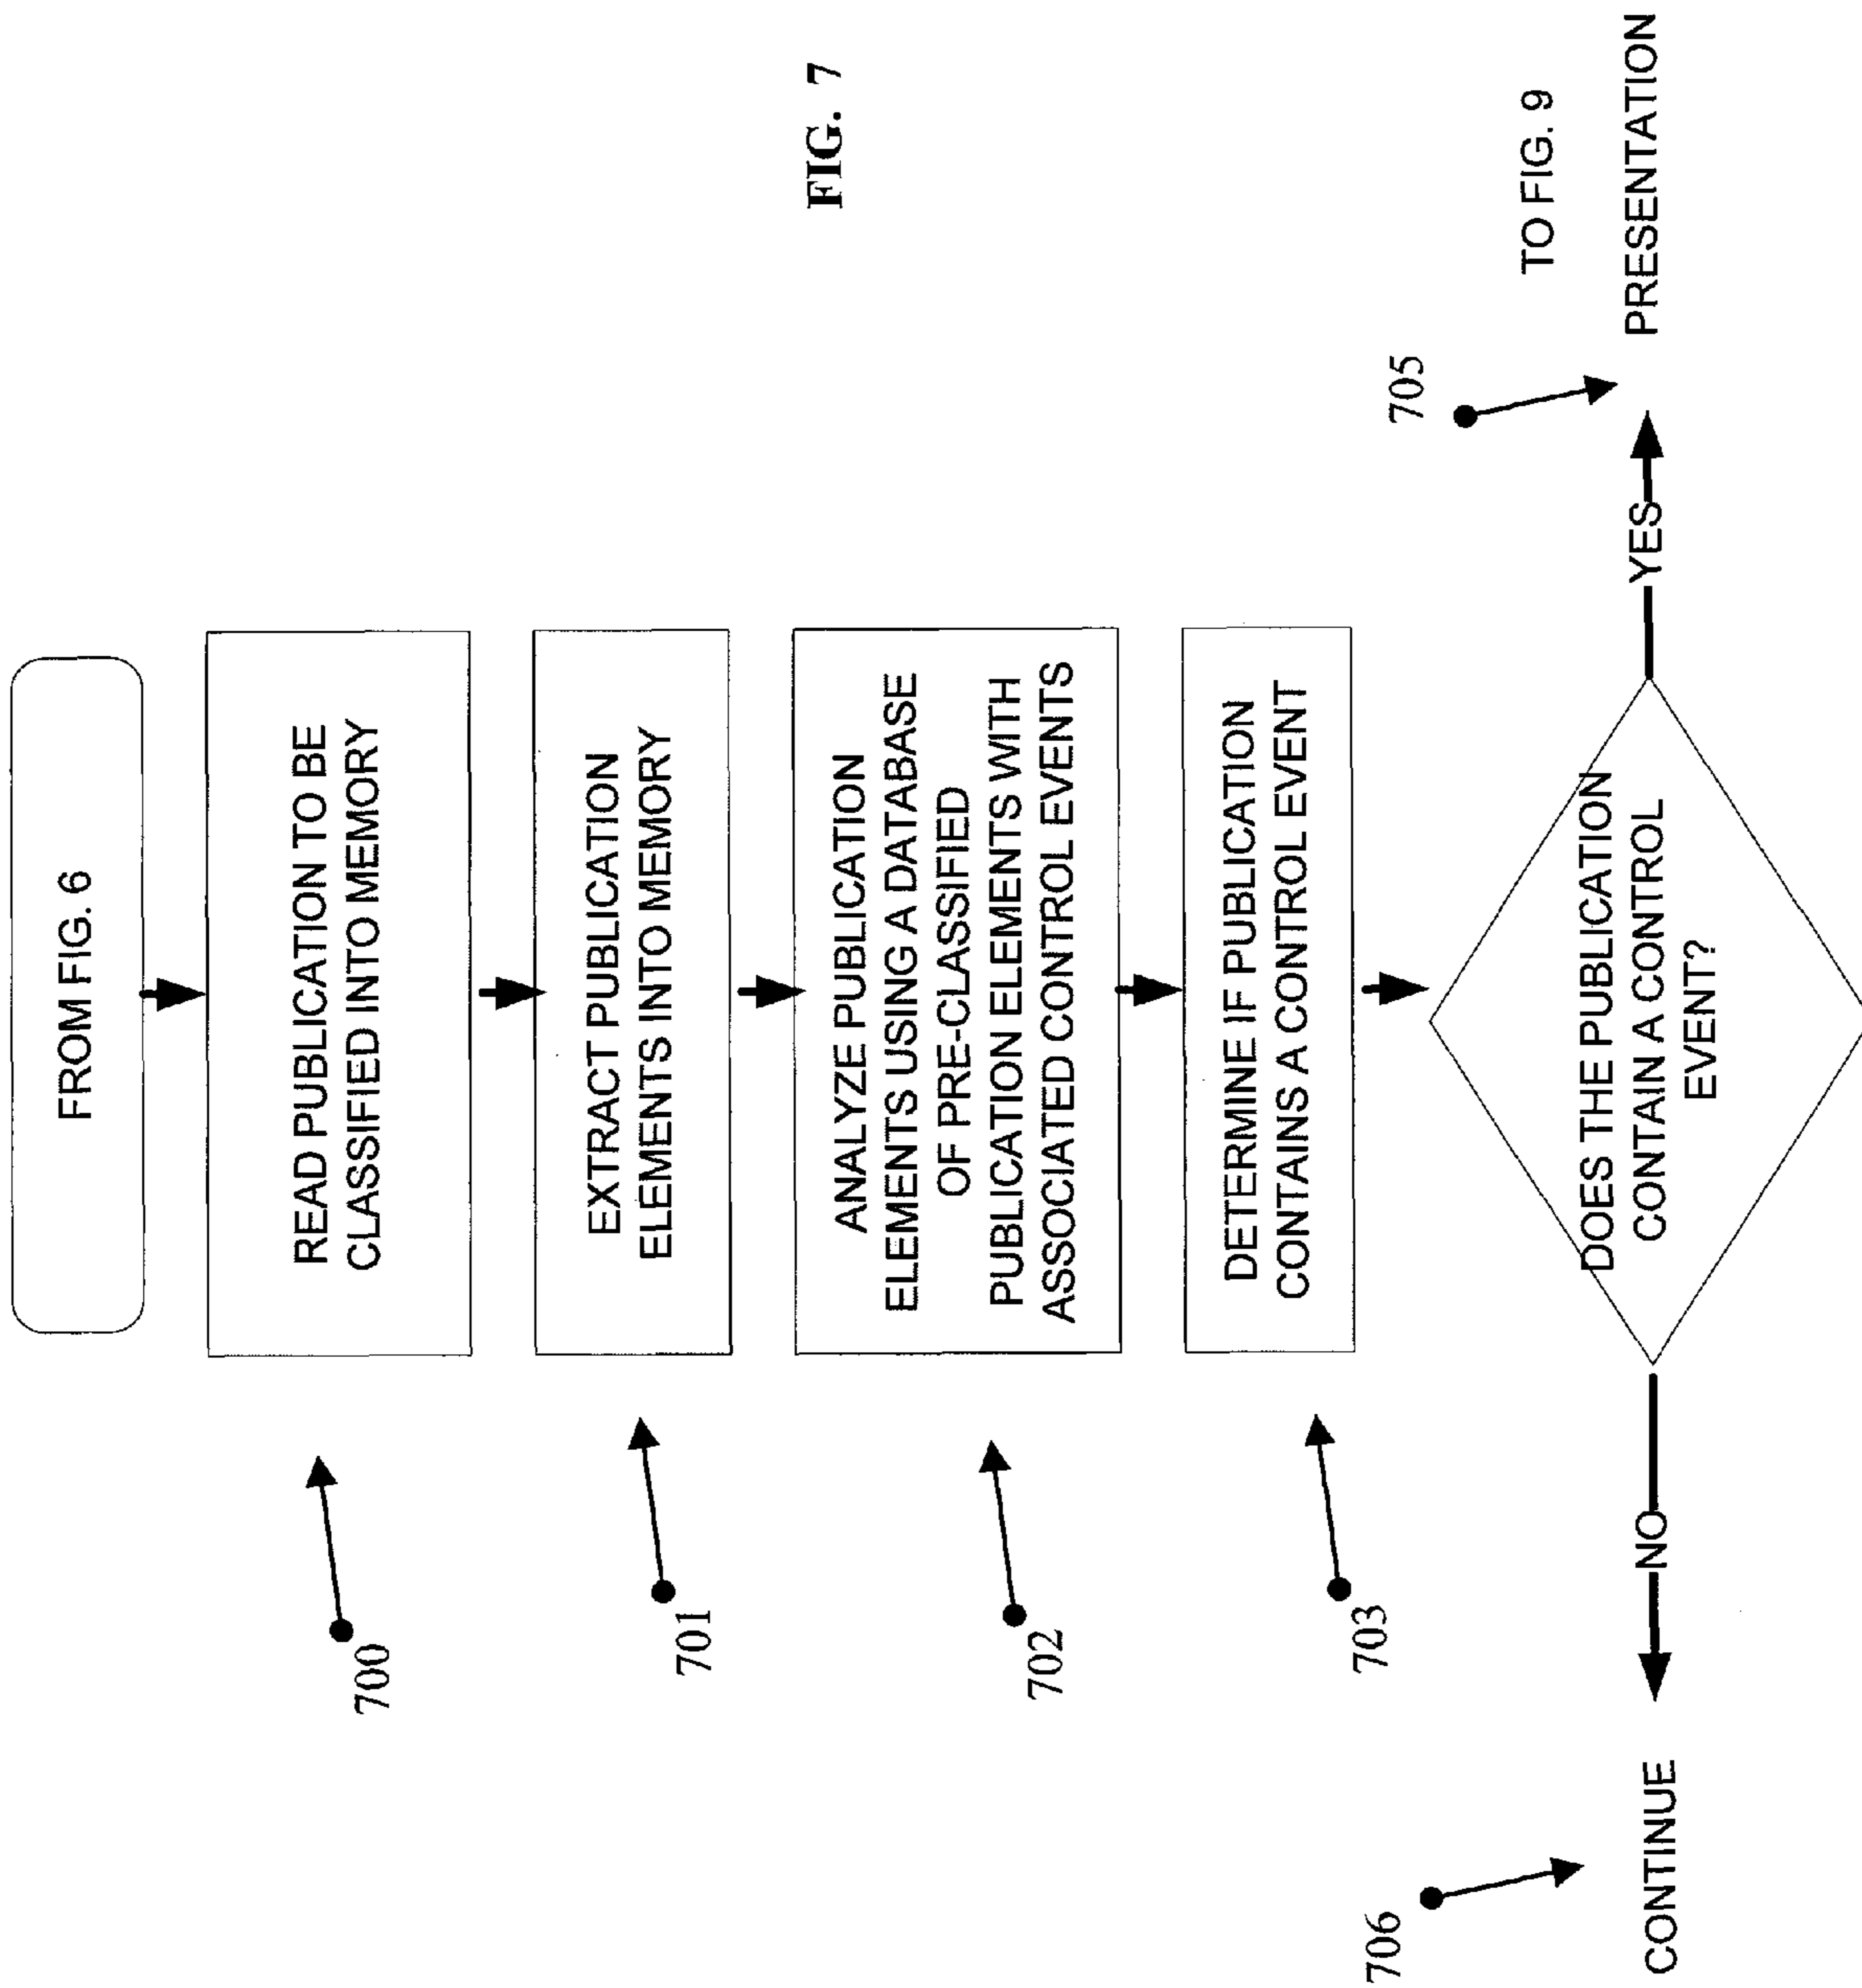 FROM FIG. 6
READ PUBLICATION TO BE
CLASSIFIED INTO MEMORY
700
EXTRACT PUBLICATION
ELEMENTS INTO MEMORY
701
FIG. 7
ANALYZE PUBLICATION
ELEMENTS USING A DATABASE
OF PRE-CLASSIFIED
PUBLICATION ELEMENTS WITH
ASSOCIATED CONTROL EVENTS
702
DETERMINE IF PUBLICATION
CONTAINS A CONTROL EVENT
703
DOES THE PUBLICATION
CONTAIN A CONTROL
EVENT?
NO
706
CONTINUE
YES
705
TO FIG. 9
PRESENTATION